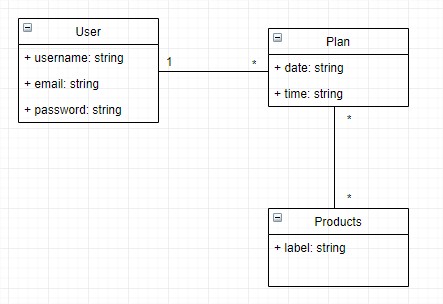 User
+ username: string
+ email: string
+ password: string
1
*
Plan
+ date: string
+ time: string
*
*
Products
+ label: string